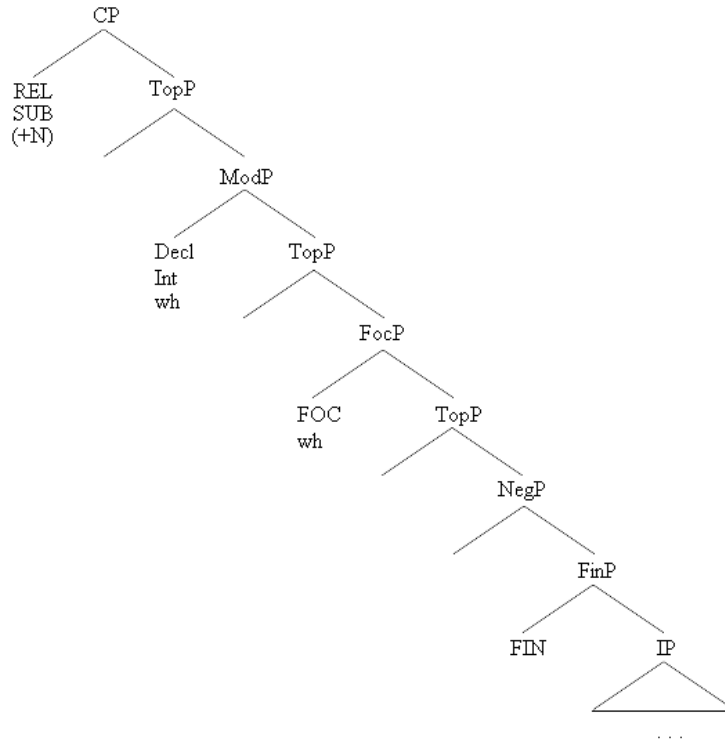 CP
REL TopP
SUB
(+N)
ModP
Decl TopP
Int
wh
FocP
FOC TopP
wh
NegP
FinP
FIN IP
...